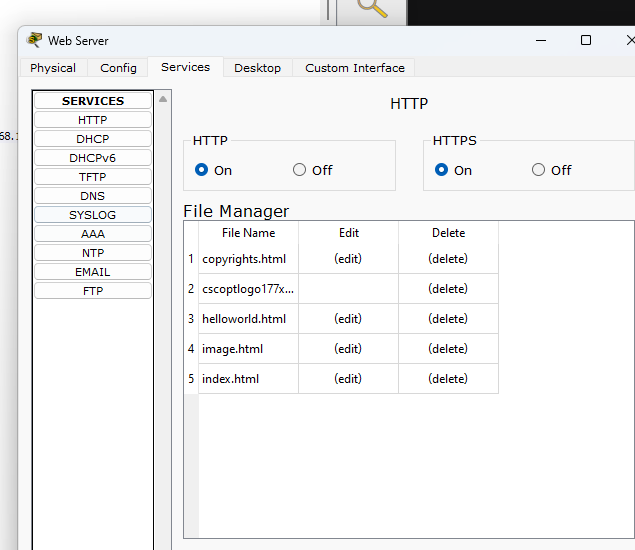 Web Server
Physical Config Services Desktop Custom Interface
SERVICES
HTTP
DHCP
DHCPv6
TFTP
DNS
SYSLOG
AAA
NTP
EMAIL
FTP
HTTP
HTTP HTTPS
On Off On Off
File Manager
File Name Edit Delete
1 copyrights.html (edit) (delete)
2 cscoptlogo177x... (delete)
3 helloworld.html (edit) (delete)
4 image.html (edit) (delete)
5 index.html (edit) (delete)